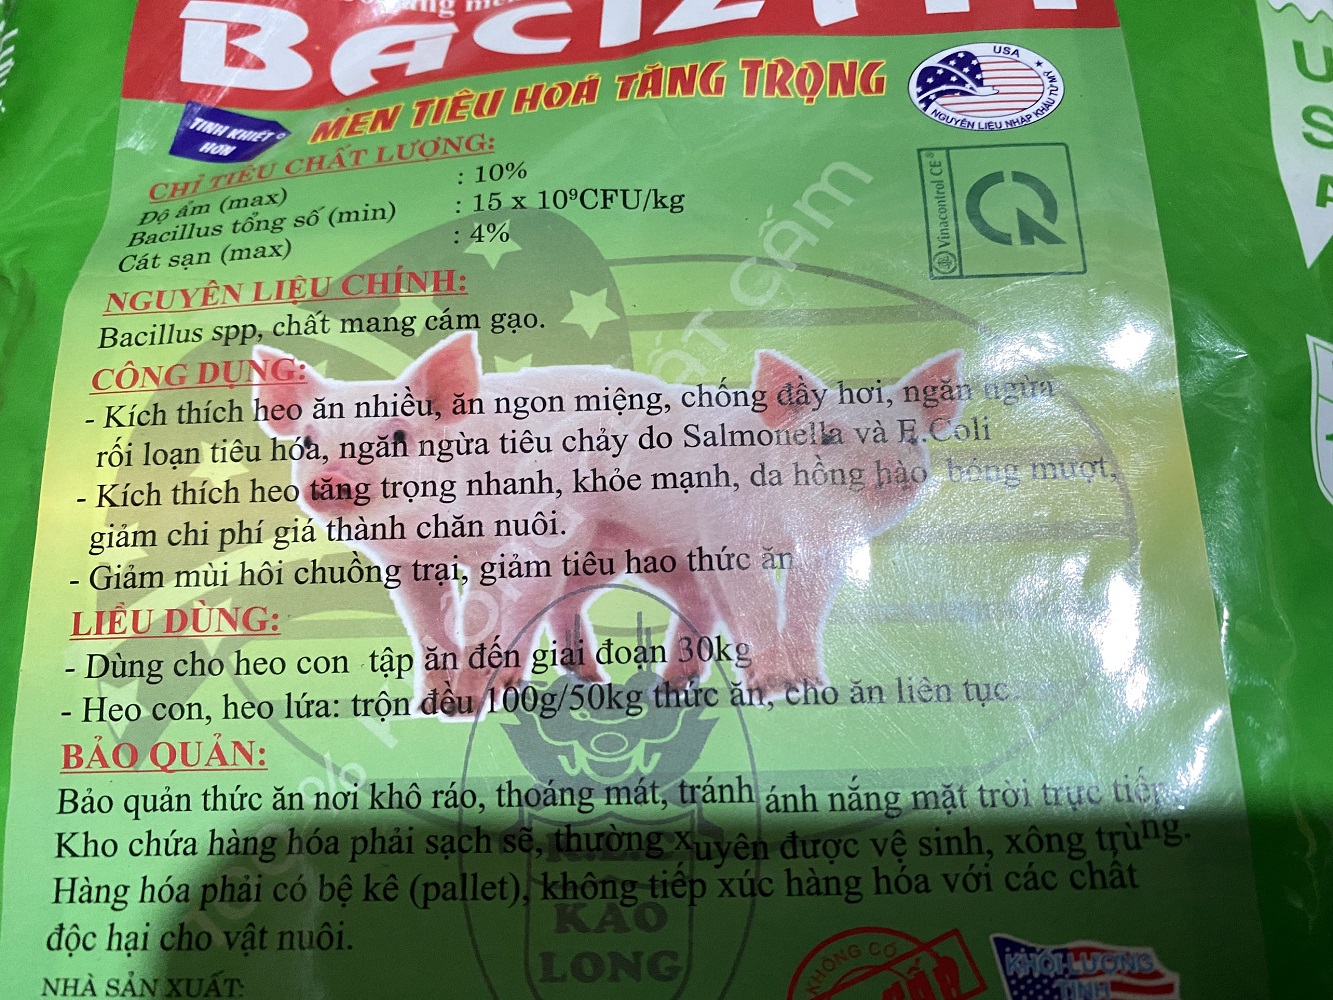 MEN TIÊU HOÁ TĂNG TRỌNG
TINH KHIẾT
HƠN
USA
NGUYÊN LIỆU NHẬP KHẨU TỪ MỸ
CHỈ TIÊU CHẤT LƯỢNG:
Độ ẩm (max) : 10%
Bacillus tổng số (min) : 15 x 10⁹CFU/kg
Cát sạn (max) : 4%
Vinacontrol CE®
NGUYÊN LIỆU CHÍNH:
Bacillus spp, chất mang cám gạo.
CÔNG DỤNG:
- Kích thích heo ăn nhiều, ăn ngon miệng, chống đầy hơi, ngăn ngừa
rối loạn tiêu hóa, ngăn ngừa tiêu chảy do Salmonella và E.Coli
- Kích thích heo tăng trọng nhanh, khỏe mạnh, da hồng hào bóng mượt,
giảm chi phí giá thành chăn nuôi.
- Giảm mùi hôi chuồng trại, giảm tiêu hao thức ăn
LIỀU DÙNG:
- Dùng cho heo con tập ăn đến giai đoạn 30kg
- Heo con, heo lứa: trộn đều 100g/50kg thức ăn, cho ăn liên tục.
BẢO QUẢN:
Bảo quản thức ăn nơi khô ráo, thoáng mát, tránh ánh nắng mặt trời trực tiếp.
Kho chứa hàng hóa phải sạch sẽ, thường xuyên được vệ sinh, xông trùng.
Hàng hóa phải có bệ kê (pallet), không tiếp xúc hàng hóa với các chất
độc hại cho vật nuôi.
KAO
LONG
NHÀ SẢN XUẤT:
KHÔNG CÓ
KHỐI LƯỢNG
TỊNH